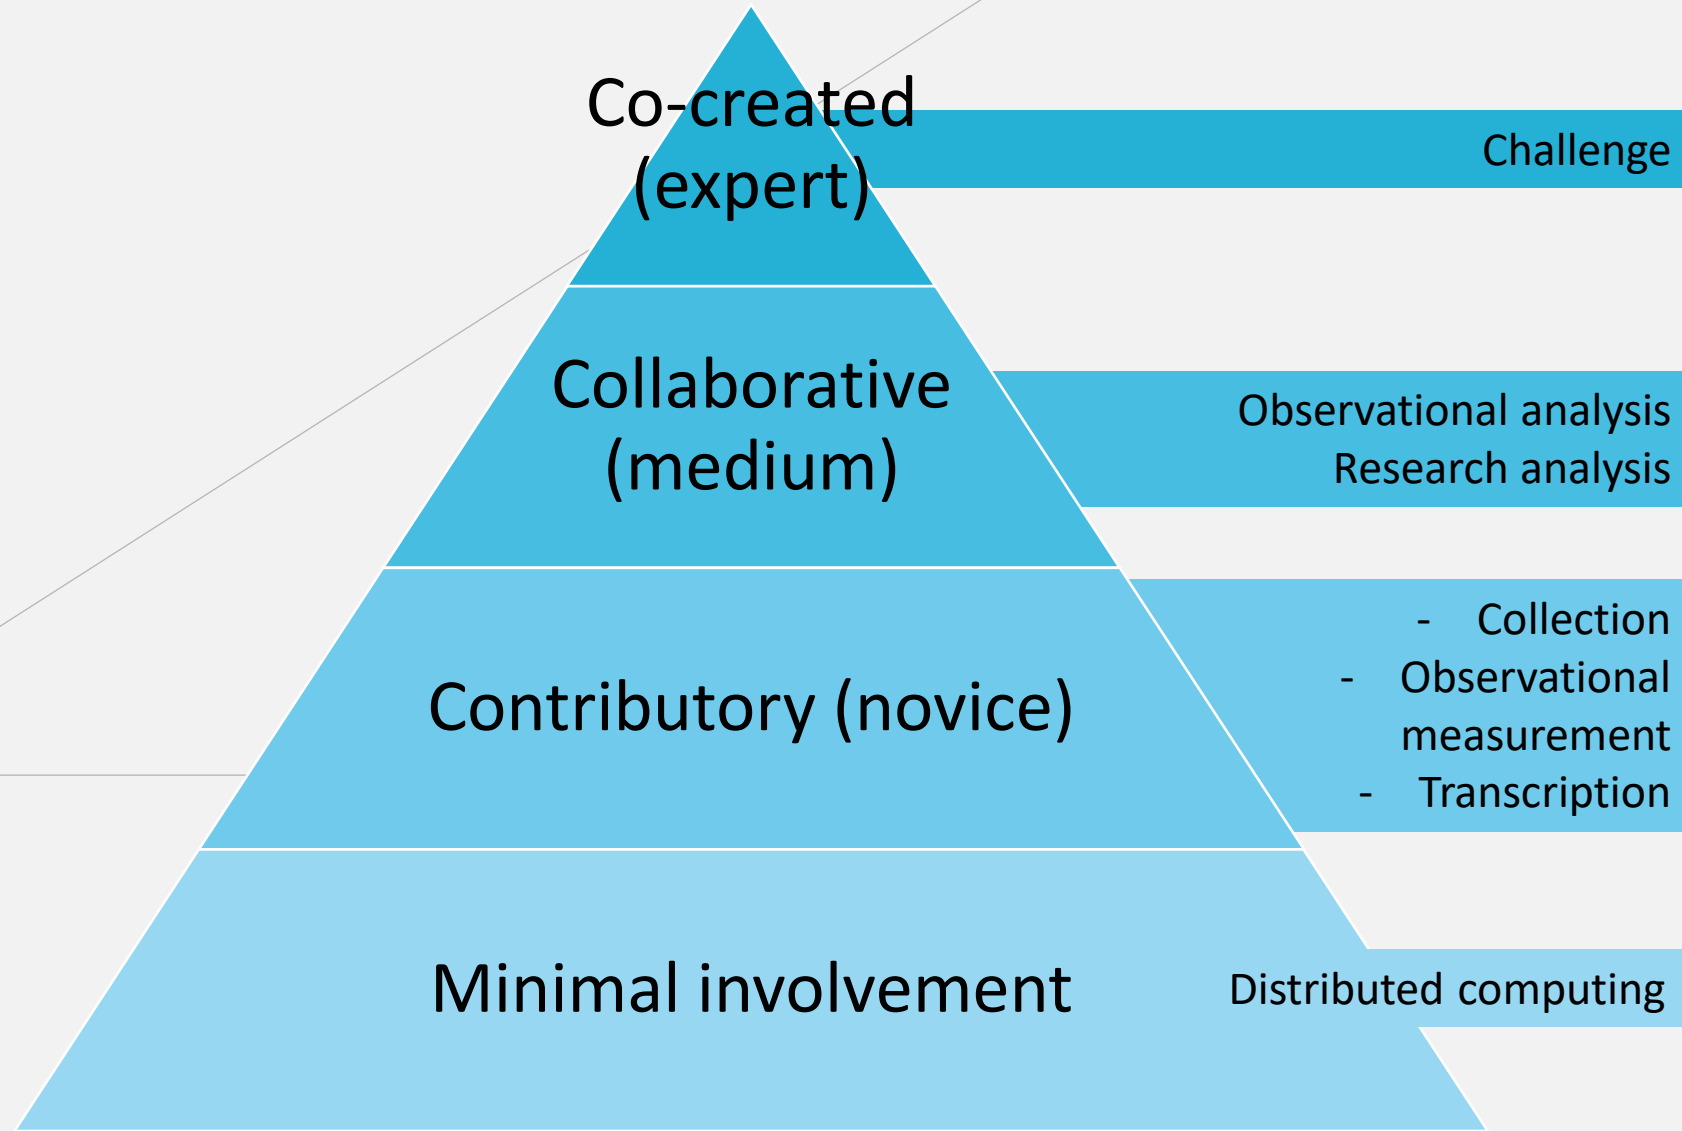 Co-created
(expert)
Challenge
Collaborative
(medium)
Observational analysis
Research analysis
Contributory (novice)
- Collection
- Observational
measurement
- Transcription
Minimal involvement
Distributed computing